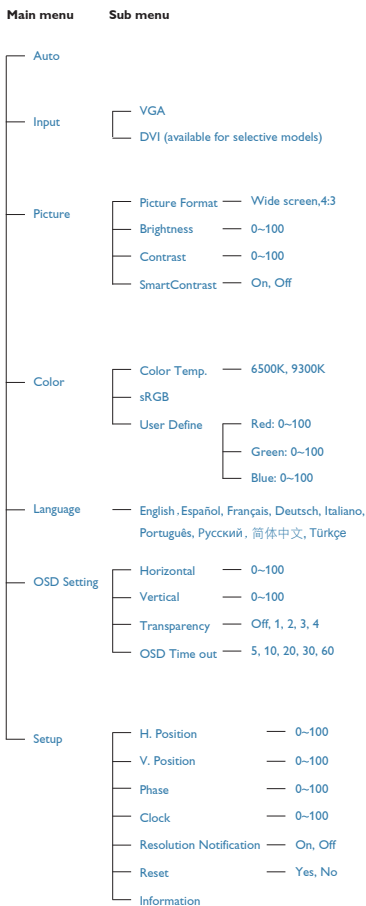 Main menu Sub menu
Auto
Input
VGA
DVI (available for selective models)
Picture
Picture Format Wide screen,4:3
Brightness 0~100
Contrast 0~100
SmartContrast On, Off
Color
Color Temp. 6500K, 9300K
sRGB
User Define Red: 0~100
Green: 0~100
Blue: 0~100
Language English , Español, Français, Deutsch, Italiano,
Português, Русский , 简体中文, Türkçe
OSD Setting
Horizontal 0~100
Vertical 0~100
Transparency Off, 1, 2, 3, 4
OSD Time out 5, 10, 20, 30, 60
Setup
H. Position 0~100
V. Position 0~100
Phase 0~100
Clock 0~100
Resolution Notification On, Off
Reset Yes, No
Information